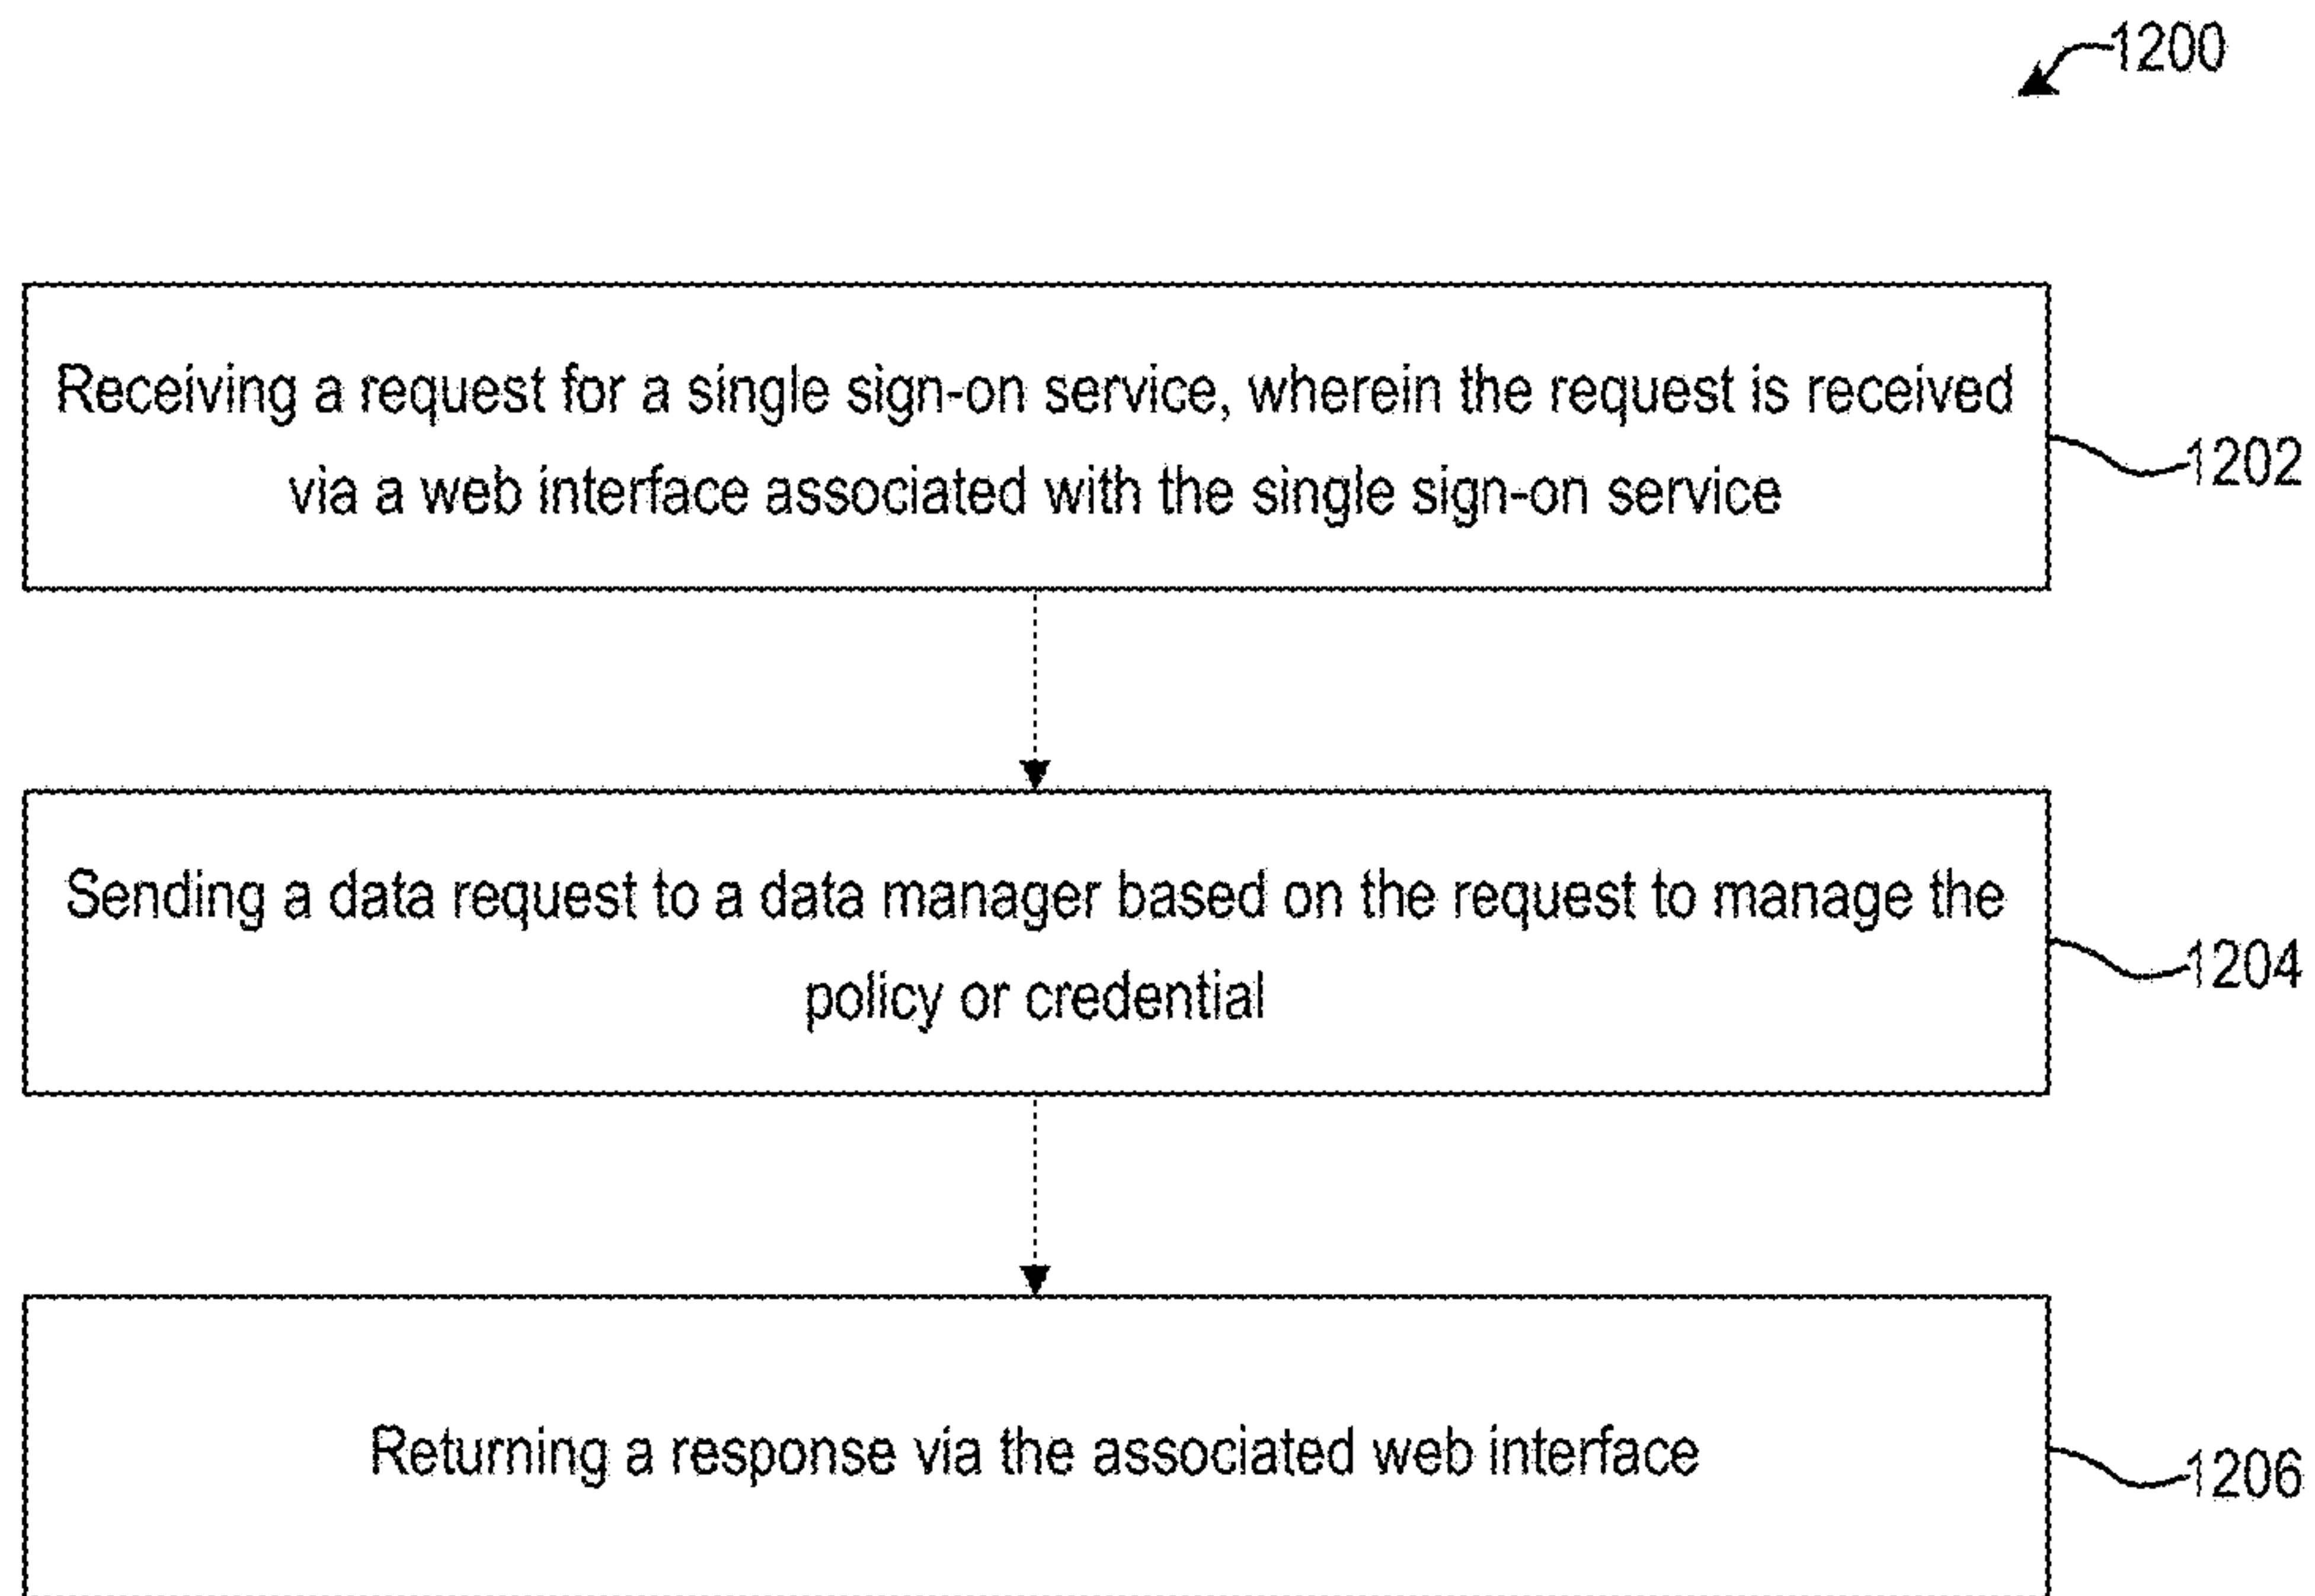 1200
Receiving a request for a single sign-on service, wherein the request is received
via a web interface associated with the single sign-on service
1202
Sending a data request to a data manager based on the request to manage the
policy or credential
1204
Returning a response via the associated web interface
1206